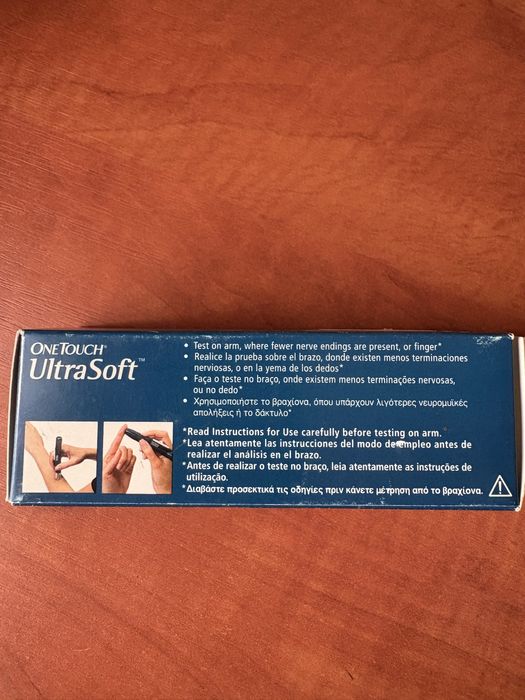 ONETOUCH®
UltraSoft™
• Test on arm, where fewer nerve endings are present, or finger*
• Realice la prueba sobre el brazo, donde existen menos terminaciones
nerviosas, o en la yema de los dedos*
• Faça o teste no braço, onde existem menos terminações nervosas,
ou no dedo*
• Χρησιμοποιήστε το βραχίονα, όπου υπάρχουν λιγότερες νευρομυϊκές
απολήξεις ή το δάκτυλο*
*Read Instructions for Use carefully before testing on arm.
*Lea atentamente las instrucciones del modo de empleo antes de
realizar el análisis en el brazo.
*Antes de realizar o teste no braço, leia atentamente as instruções de
utilização.
*Διαβάστε προσεκτικά τις οδηγίες πριν κάνετε μέτρηση από το βραχίονα.